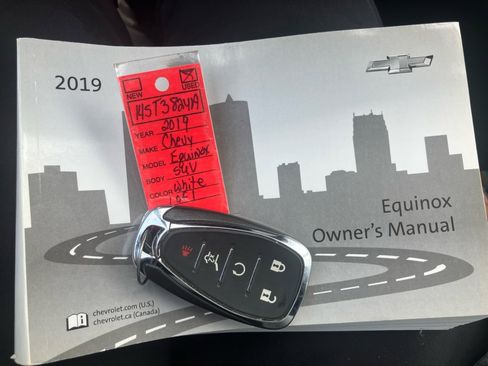 2019
NEW
USED
145T3824A
YEAR 2019
MAKE Chevy
MODEL Equinox
BODY SUV
COLOR White
Equinox
Owner's Manual
chevrolet.com (U.S.)
chevrolet.ca (Canada)